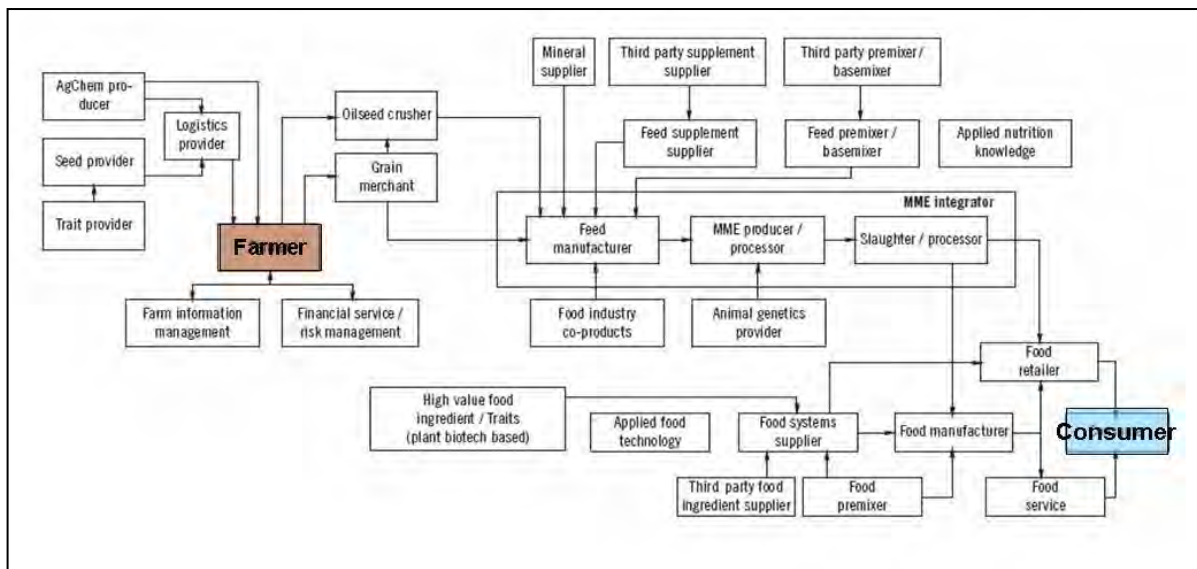 Mineral
supplier
Third party supplement
supplier
Third party premixer /
basemixer
AgChem pro-
ducer
Logistics
provider
Oilseed crusher
Feed supplement
supplier
Feed premixer /
basemixer
Applied nutrition
knowledge
Seed provider
Grain
merchant
Trait provider
MME integrator
Farmer
Feed
manufacturer
MME producer /
processor
Slaughter / processor
Farm information
management
Financial service /
risk management
Food industry
co-products
Animal genetics
provider
Food
retailer
High value food
ingredient / Traits
(plant biotech based)
Applied food
technology
Food systems
supplier
Food manufacturer
Consumer
Third party food
ingredient supplier
Food
premixer
Food
service